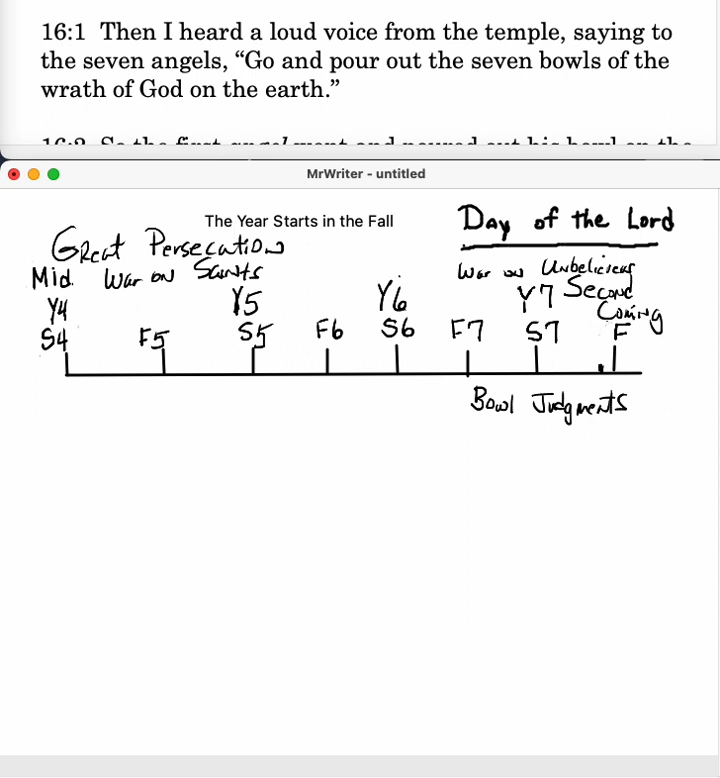 16:1 Then I heard a loud voice from the temple, saying to
the seven angels, “Go and pour out the seven bowls of the
wrath of God on the earth.”
MrWriter - untitled
The Year Starts in the Fall
Day of the Lord
Great Persecution
Mid. War on Saints
War on Unbelievers
Y4 Y5 Y6 Y7 Second
Coming
S4 F5 S5 F6 S6 F7 S7 F
Bowl Judgments